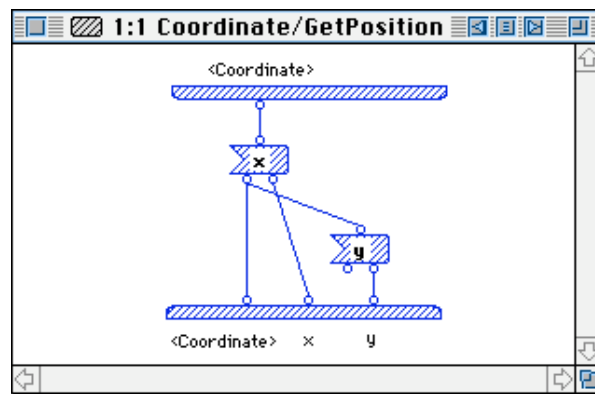 1:1 Coordinate/GetPosition
<Coordinate>
x
y
<Coordinate> x y